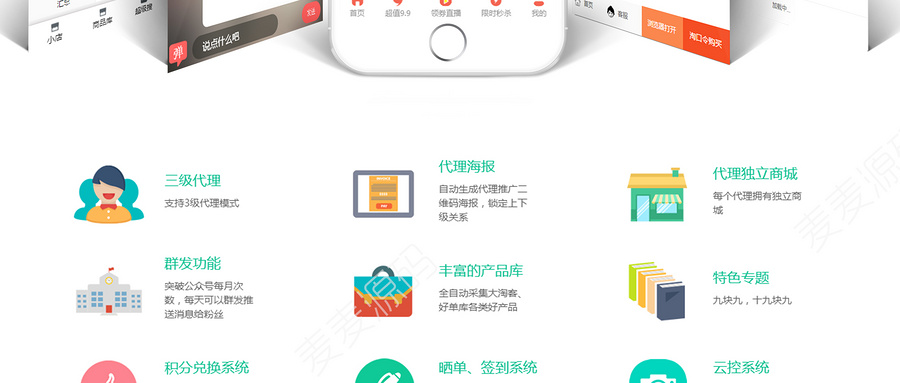 汇总
小店
商品库
超级搜
弹
说点什么吧
发送
首页
超值9.9
领券直播
限时秒杀
我的
首页
客服
浏览器打开
淘口令购买
加载中...
三级代理
支持3级代理模式
代理海报
自动生成代理推广二
维码海报，锁定上下
级关系
代理独立商城
每个代理拥有独立商
城
群发功能
突破公众号每月次
数，每天可以群发推
送消息给粉丝
丰富的产品库
全自动采集大淘客、
好单库各类好产品
特色专题
九块九，十九块九
积分兑换系统
晒单、签到系统
云控系统
麦麦源码
麦麦源码